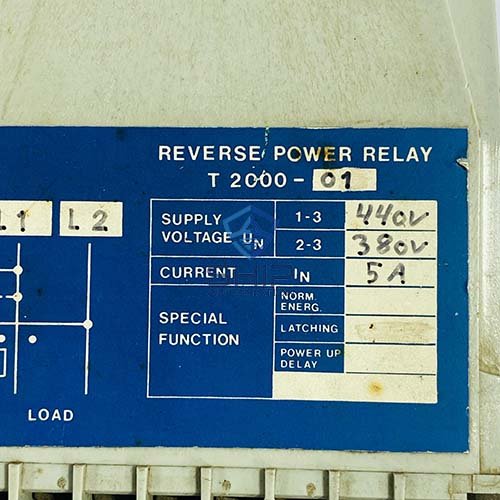 REVERSE POWER RELAY
T 2000-01
L1 L2
SUPPLY VOLTAGE UN
1-3 440V
2-3 380V
CURRENT IN 5A
SPECIAL FUNCTION
NORM. ENERG.
LATCHING
POWER UP DELAY
LOAD